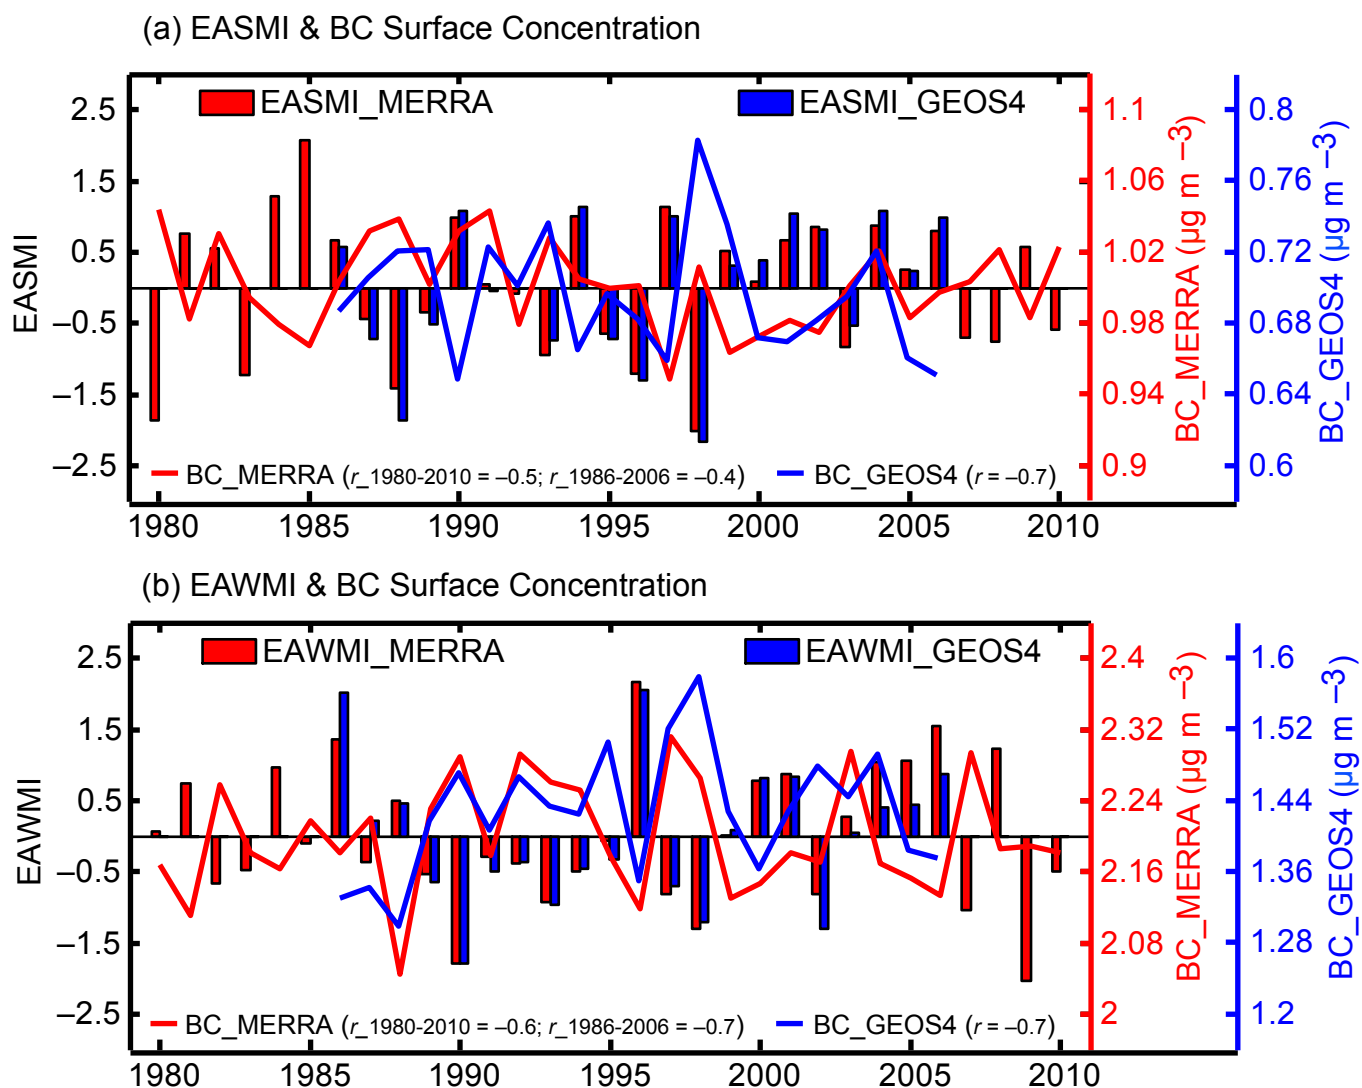 (a) EASMI & BC Surface Concentration
EASMI_MERRA
EASMI_GEOS4
2.5
1.5
0.5
–0.5
–1.5
–2.5
EASMI
1.1
1.06
1.02
0.98
0.94
0.9
BC_MERRA (µg m –3)
0.8
0.76
0.72
0.68
0.64
0.6
BC_GEOS4 (µg m –3)
BC_MERRA (r_1980-2010 = –0.5; r_1986-2006 = –0.4)
BC_GEOS4 (r = –0.7)
1980 1985 1990 1995 2000 2005 2010
(b) EAWMI & BC Surface Concentration
EAWMI_MERRA
EAWMI_GEOS4
2.5
1.5
0.5
–0.5
–1.5
–2.5
EAWMI
2.4
2.32
2.24
2.16
2.08
2
BC_MERRA (µg m –3)
1.6
1.52
1.44
1.36
1.28
1.2
BC_GEOS4 (µg m –3)
BC_MERRA (r_1980-2010 = –0.6; r_1986-2006 = –0.7)
BC_GEOS4 (r = –0.7)
1980 1985 1990 1995 2000 2005 2010